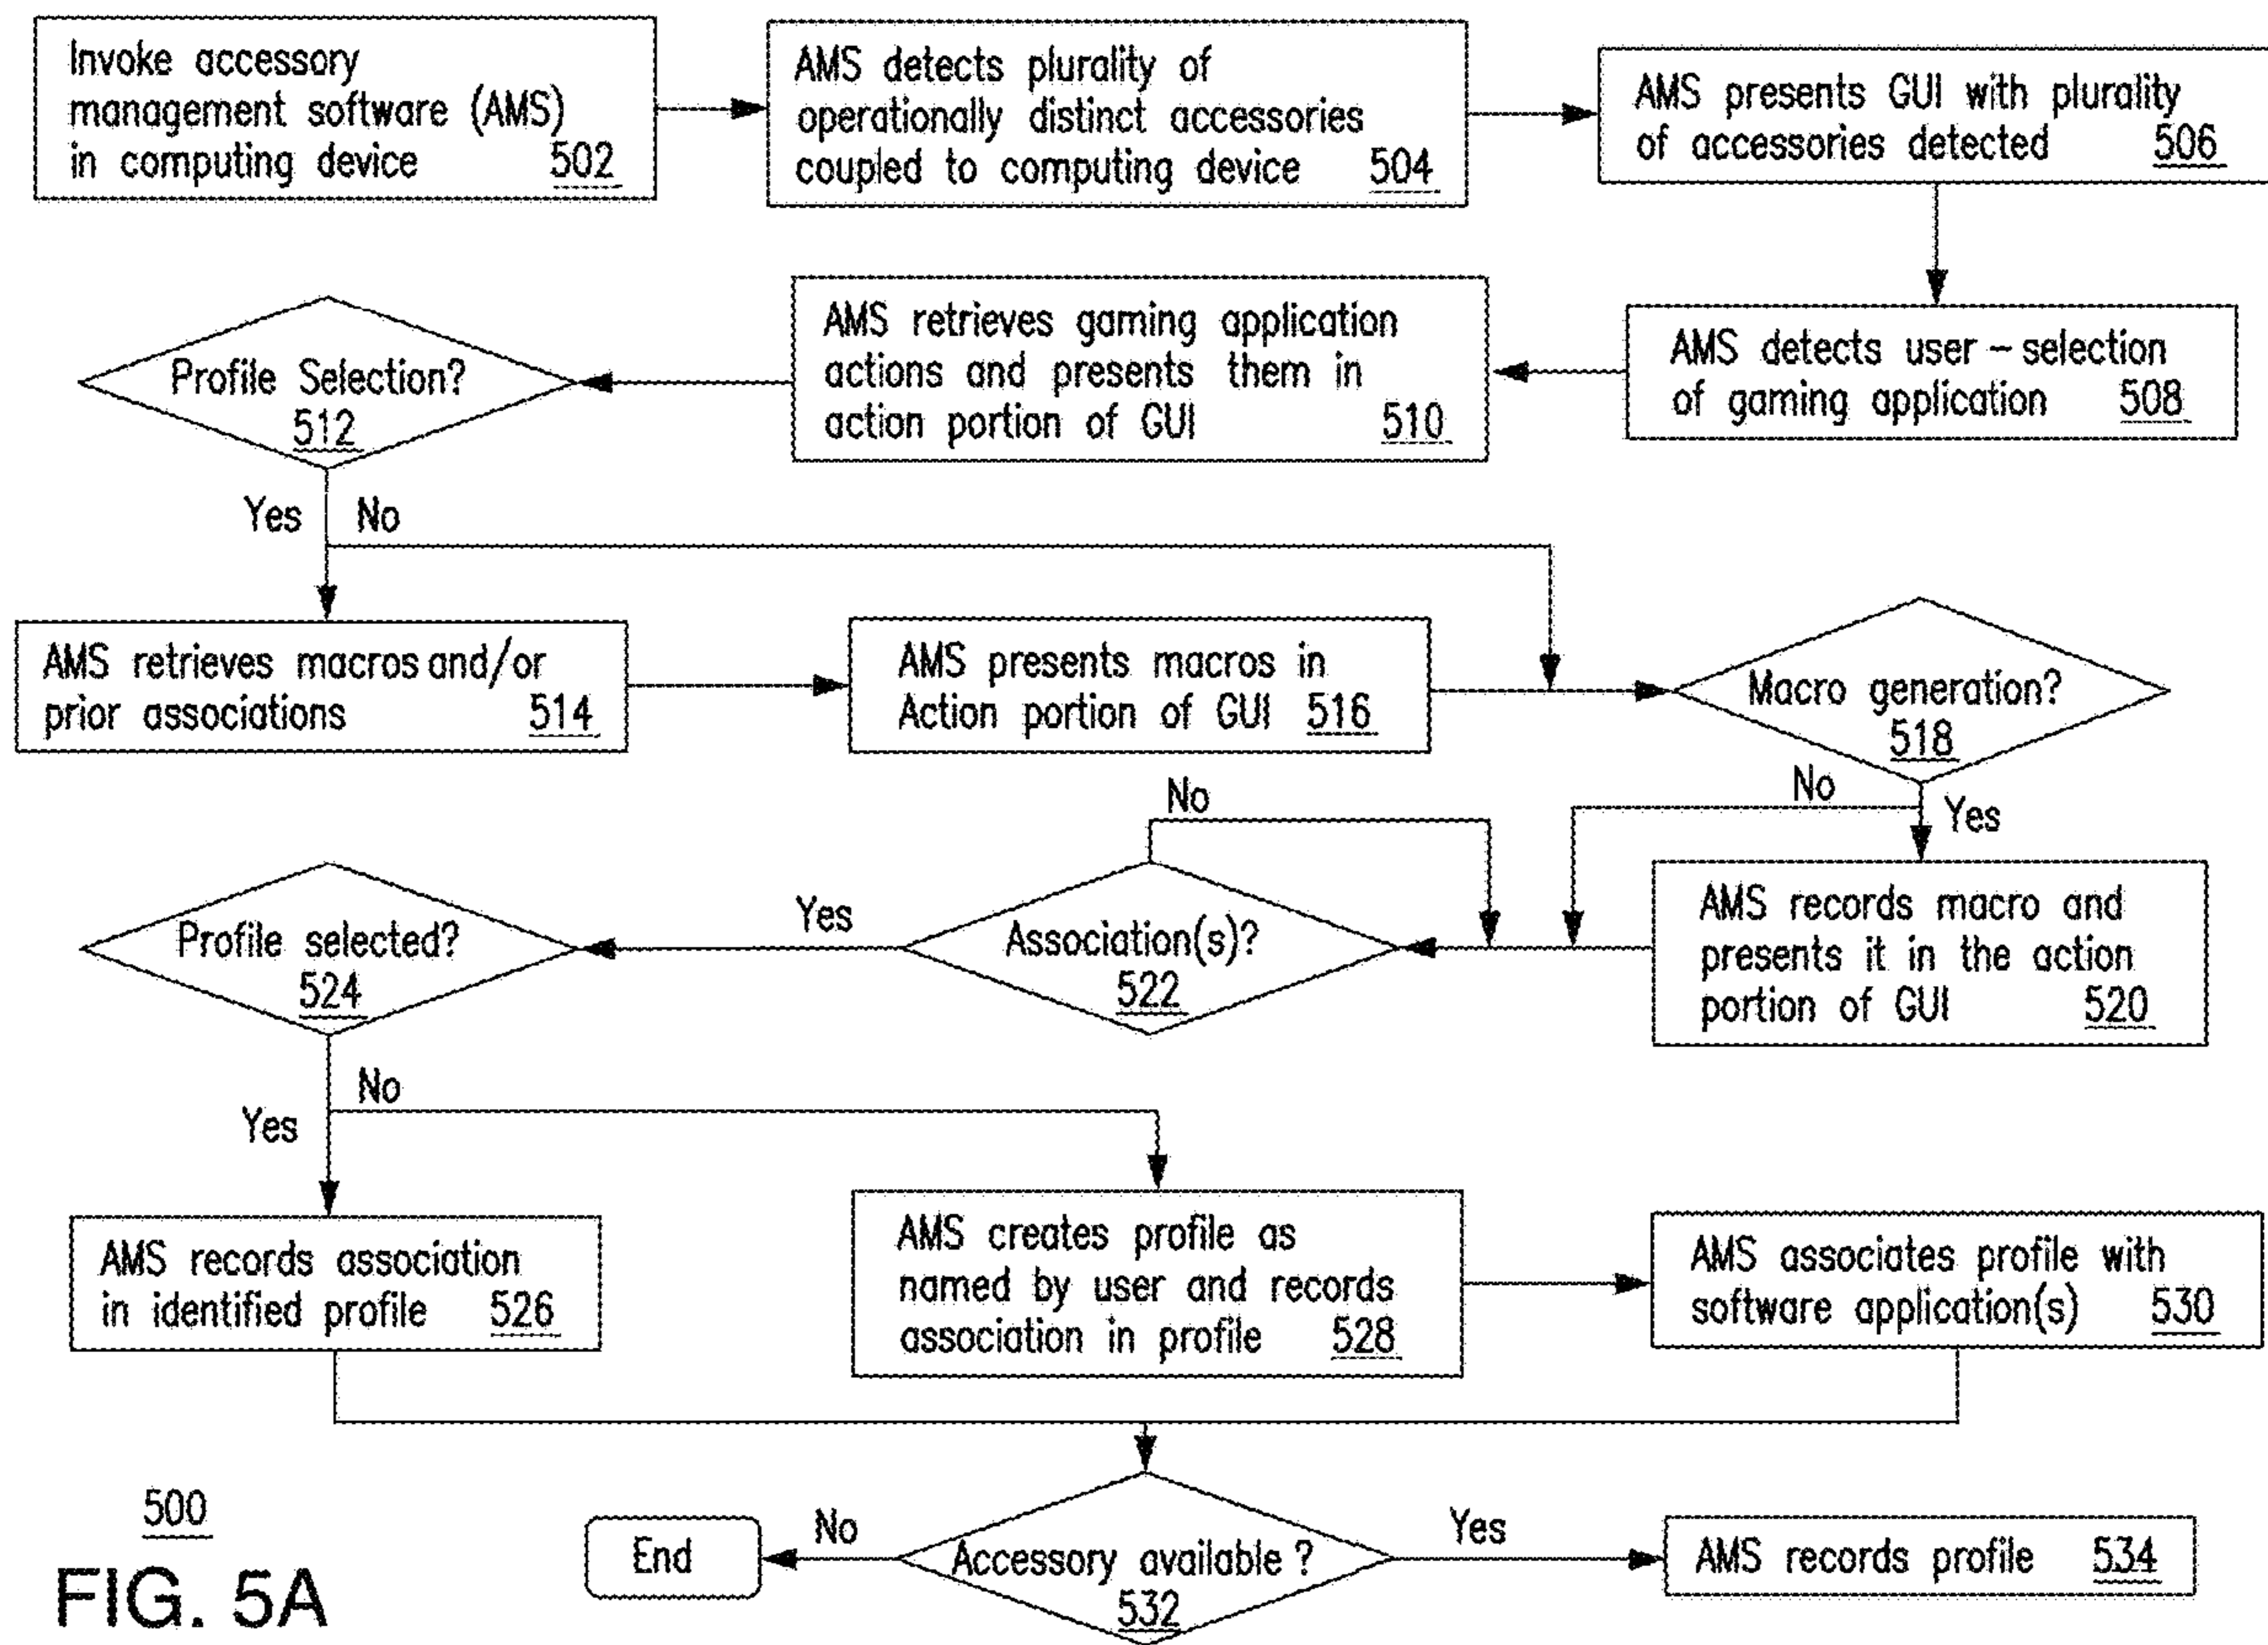 Invoke accessory
management software (AMS)
in computing device 502
AMS detects plurality of
operationally distinct accessories
coupled to computing device 504
AMS presents GUI with plurality
of accessories detected 506
AMS detects user – selection
of gaming application 508
AMS retrieves gaming application
actions and presents them in
action portion of GUI 510
Profile Selection?
512
Yes No
AMS retrieves macros and/or
prior associations 514
AMS presents macros in
Action portion of GUI 516
Macro generation?
518
No Yes
AMS records macro and
presents it in the action
portion of GUI 520
No
Association(s)?
522
Yes
Profile selected?
524
No
Yes
AMS records association
in identified profile 526
AMS creates profile as
named by user and records
association in profile 528
AMS associates profile with
software application(s) 530
Accessory available ?
532
No
End
Yes
AMS records profile 534
500
FIG. 5A